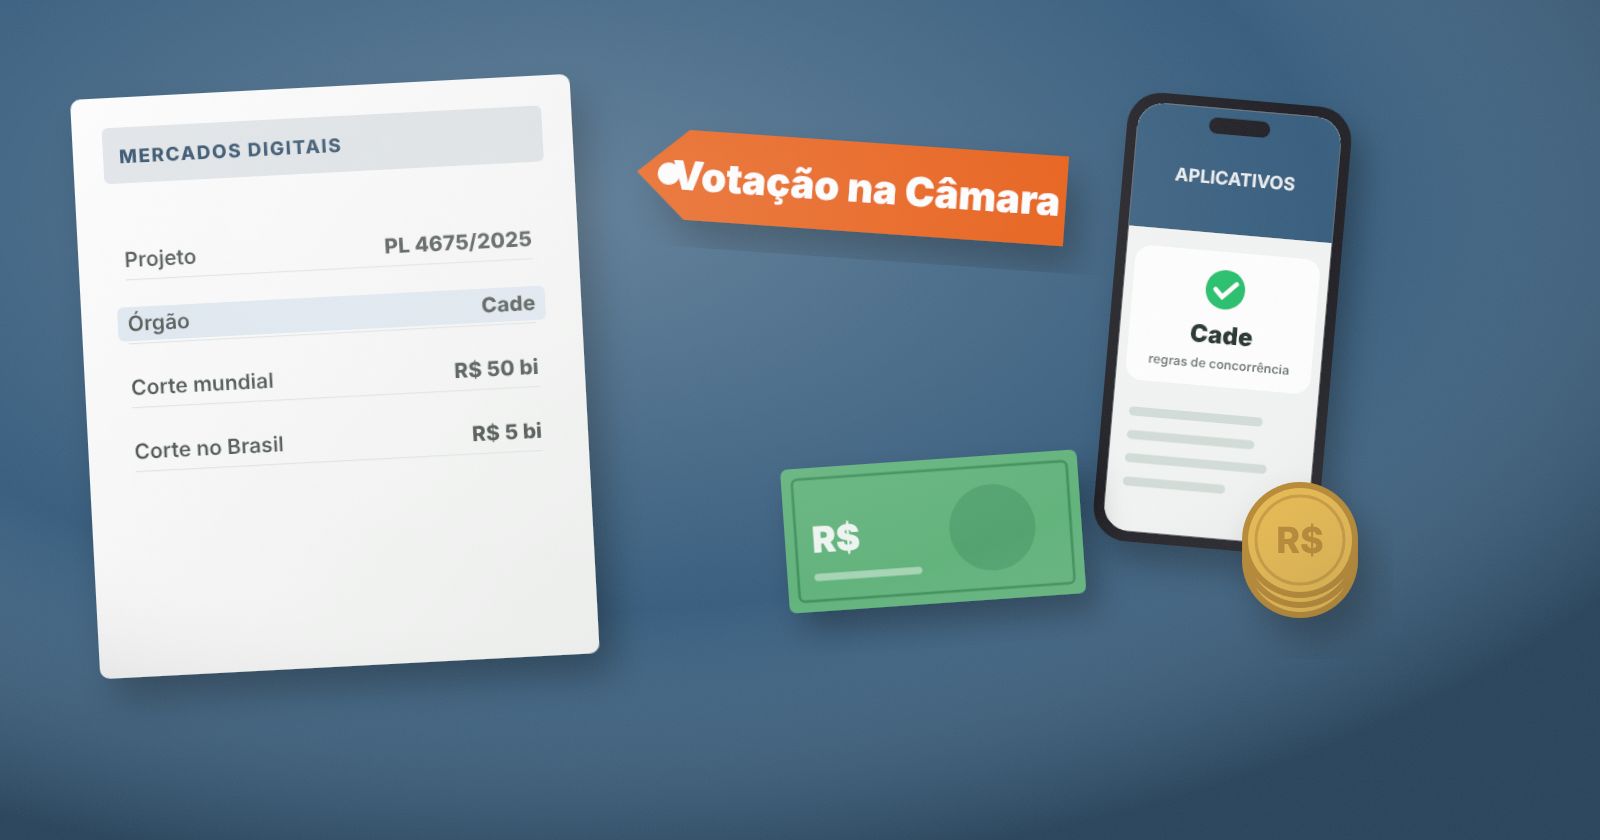 MERCADOS DIGITAIS
Projeto PL 4675/2025
Órgão Cade
Corte mundial R$ 50 bi
Corte no Brasil R$ 5 bi
Votação na Câmara
APLICATIVOS
Cade
regras de concorrência
R$
R$